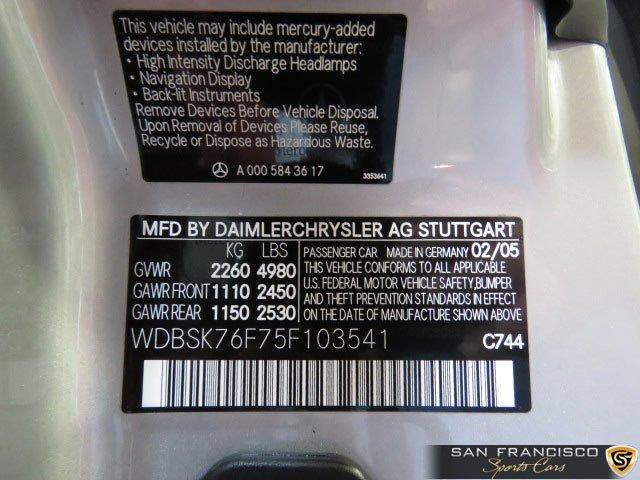 This vehicle may include mercury-added
devices installed by the manufacturer:
• High Intensity Discharge Headlamps
• Navigation Display
• Back-lit Instruments
Remove Devices Before Vehicle Disposal.
Upon Removal of Devices Please Reuse,
Recycle or Dispose as Hazardous Waste.
A 000 584 36 17
3353641
MFD BY DAIMLERCHRYSLER AG STUTTGART
KG LBS
GVWR 2260 4980
GAWR FRONT 1110 2450
GAWR REAR 1150 2530
PASSENGER CAR MADE IN GERMANY 02/05
THIS VEHICLE CONFORMS TO ALL APPLICABLE
U.S. FEDERAL MOTOR VEHICLE SAFETY, BUMPER
AND THEFT PREVENTION STANDARDS IN EFFECT
ON THE DATE OF MANUFACTURE SHOWN ABOVE
WDBSK76F75F103541
C744
SAN FRANCISCO
Sports Cars